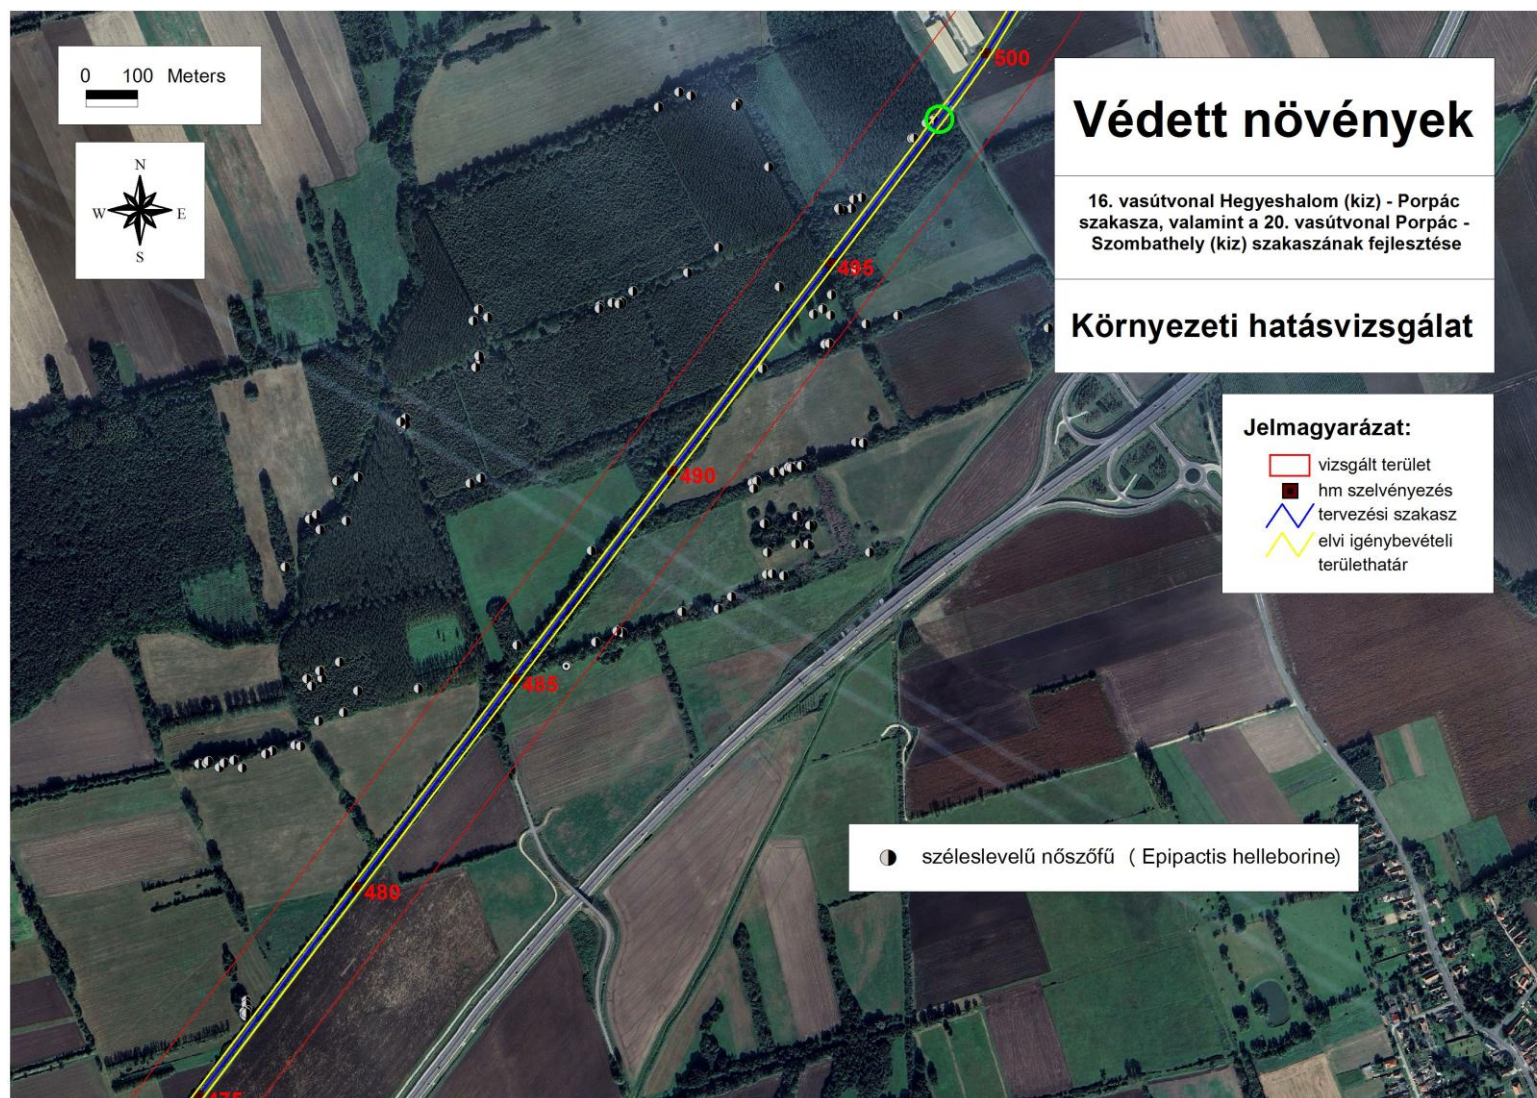 0 100 Meters
N
W E
S
500
Védett növények
16. vasútvonal Hegyeshalom (kiz) - Porpác
szakasza, valamint a 20. vasútvonal Porpác -
Szombathely (kiz) szakaszának fejlesztése
Környezeti hatásvizsgálat
495
Jelmagyarázat:
vizsgált terület
hm szelvényezés
tervezési szakasz
elvi igénybevételi
területhatár
490
485
széleslevelű nőszőfű ( Epipactis helleborine)
480
475